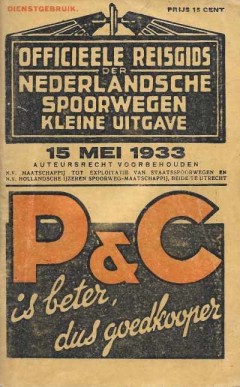 DIENSTGEBRUIK.
PRIJS 15 CENT
OFFICIEELE REISGIDS
DER
NEDERLANDSCHE
SPOORWEGEN
KLEINE UITGAVE
15 MEI 1933
AUTEURSRECHT VOORBEHOUDEN
N.V. MAATSCHAPPIJ TOT EXPLOITATIE VAN STAATSSPOORWEGEN EN
N.V. HOLLANDSCHE IJZEREN SPOORWEG-MAATSCHAPPIJ, BEIDE TE UTRECHT
P&C
is beter,
dus goedkooper